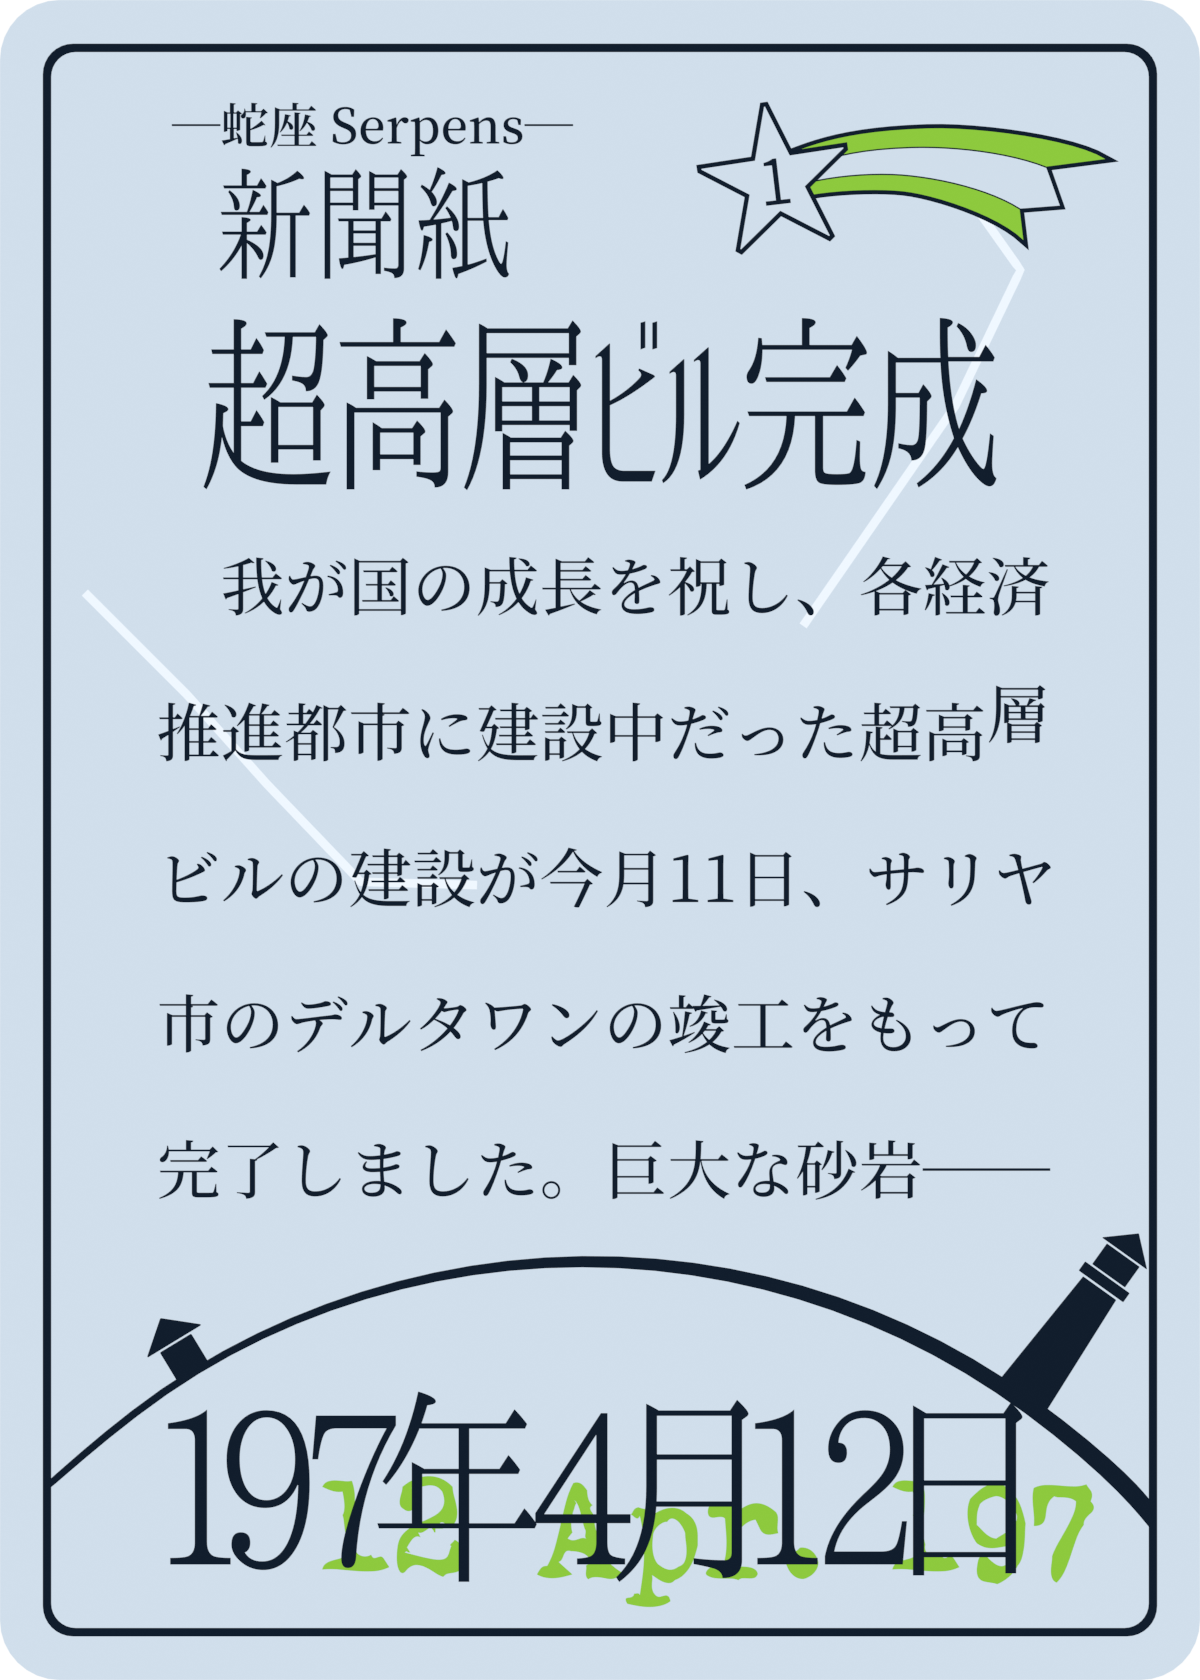 —蛇座 Serpens—
1
新聞紙
超高層ビル完成
我が国の成長を祝し、各経済
推進都市に建設中だった超高層
ビルの建設が今月11日、サリヤ
市のデルタワンの竣工をもって
完了しました。巨大な砂岩——
197年4月12日
12 Apr. 197